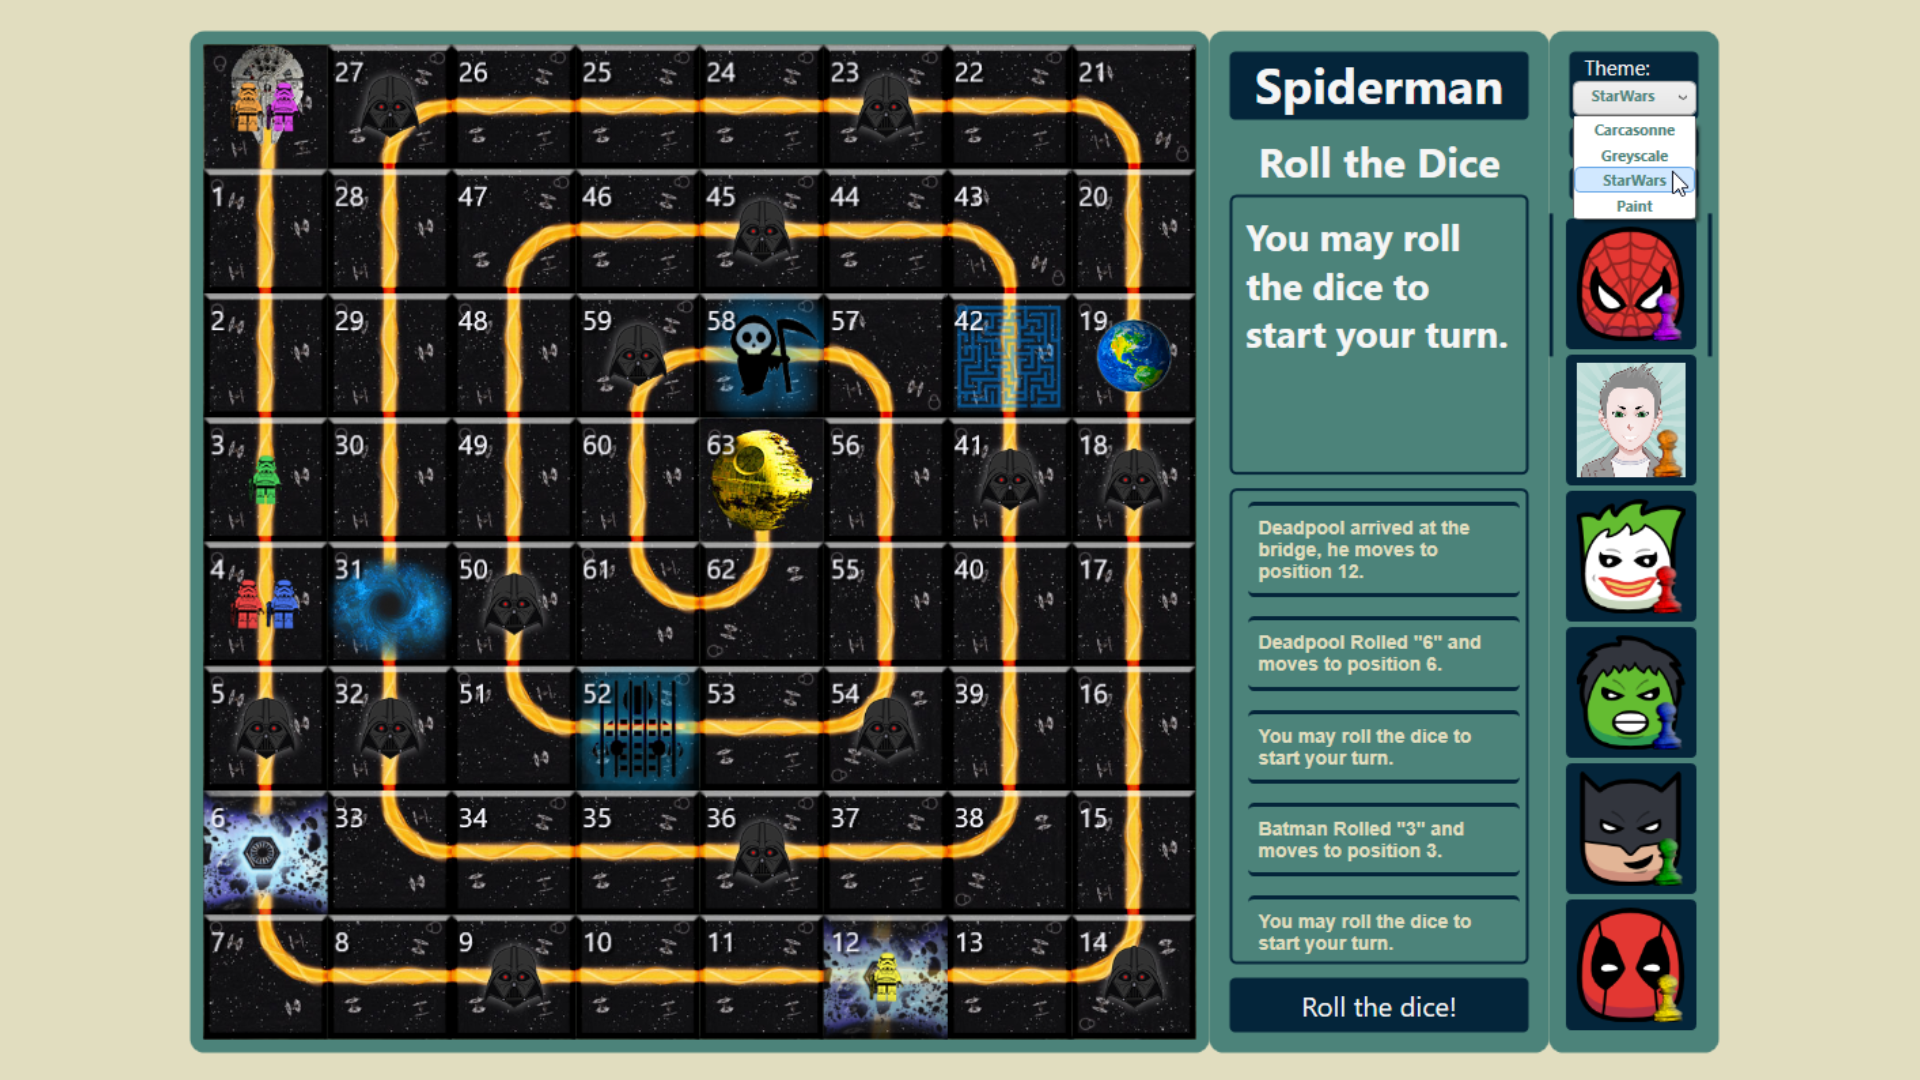 27 26 25 24 23 22 21
1 28 47 46 45 44 43 20
2 29 48 59 58 57 42 19
3 30 49 60 63 56 41 18
4 31 50 61 62 55 40 17
5 32 51 52 53 54 39 16
6 33 34 35 36 37 38 15
7 8 9 10 11 12 13 14
Spiderman
Roll the Dice
You may roll
the dice to
start your turn.
Deadpool arrived at the
bridge, he moves to
position 12.
Deadpool Rolled "6" and
moves to position 6.
You may roll the dice to
start your turn.
Batman Rolled "3" and
moves to position 3.
You may roll the dice to
start your turn.
Roll the dice!
Theme:
StarWars
Carcasonne
Greyscale
StarWars
Paint